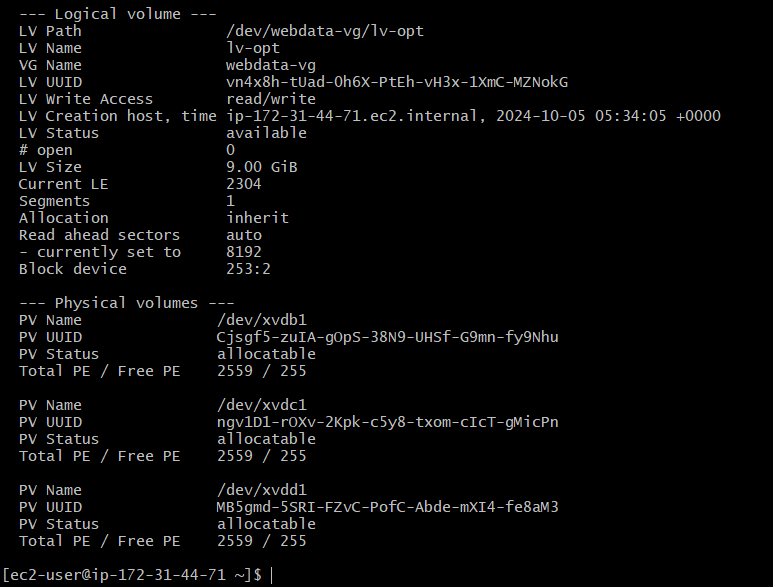 --- Logical volume ---
LV Path                /dev/webdata-vg/lv-opt
LV Name                lv-opt
VG Name                webdata-vg
LV UUID                vn4x8h-tUad-Oh6X-PtEh-vH3x-1XmC-MZNokG
LV Write Access        read/write
LV Creation host, time ip-172-31-44-71.ec2.internal, 2024-10-05 05:34:05 +0000
LV Status              available
# open                 0
LV Size                9.00 GiB
Current LE             2304
Segments               1
Allocation             inherit
Read ahead sectors     auto
- currently set to     8192
Block device           253:2
--- Physical volumes ---
PV Name               /dev/xvdb1
PV UUID               Cjsgf5-zuIA-gOpS-38N9-UHSf-G9mn-fy9Nhu
PV Status             allocatable
Total PE / Free PE    2559 / 255
PV Name               /dev/xvdc1
PV UUID               ngv1D1-rOXv-2Kpk-c5y8-txom-cIcT-gMicPn
PV Status             allocatable
Total PE / Free PE    2559 / 255
PV Name               /dev/xvdd1
PV UUID               MB5gmd-5SRI-FZvC-PofC-Abde-mXI4-fe8aM3
PV Status             allocatable
Total PE / Free PE    2559 / 255
[ec2-user@ip-172-31-44-71 ~]$